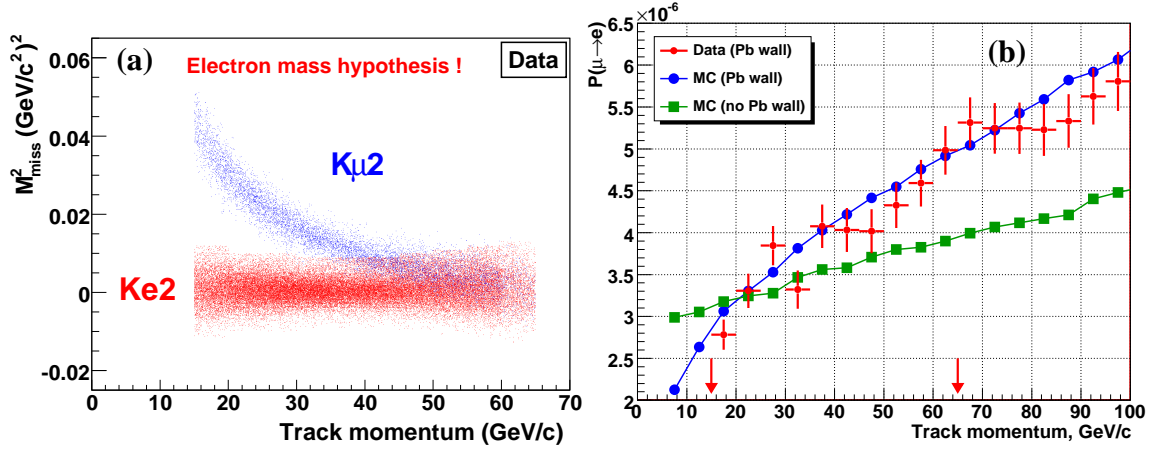 (a)
Electron mass hypothesis !
Data
Kμ2
Ke2
M²miss (GeV/c²)²
0.06
0.04
0.02
0
-0.02
0 10 20 30 40 50 60 70
Track momentum (GeV/c)
×10⁻⁶
(b)
Data (Pb wall)
MC (Pb wall)
MC (no Pb wall)
P(μ→e)
6.5
6
5.5
5
4.5
4
3.5
3
2.5
2
0 10 20 30 40 50 60 70 80 90 100
Track momentum, GeV/c